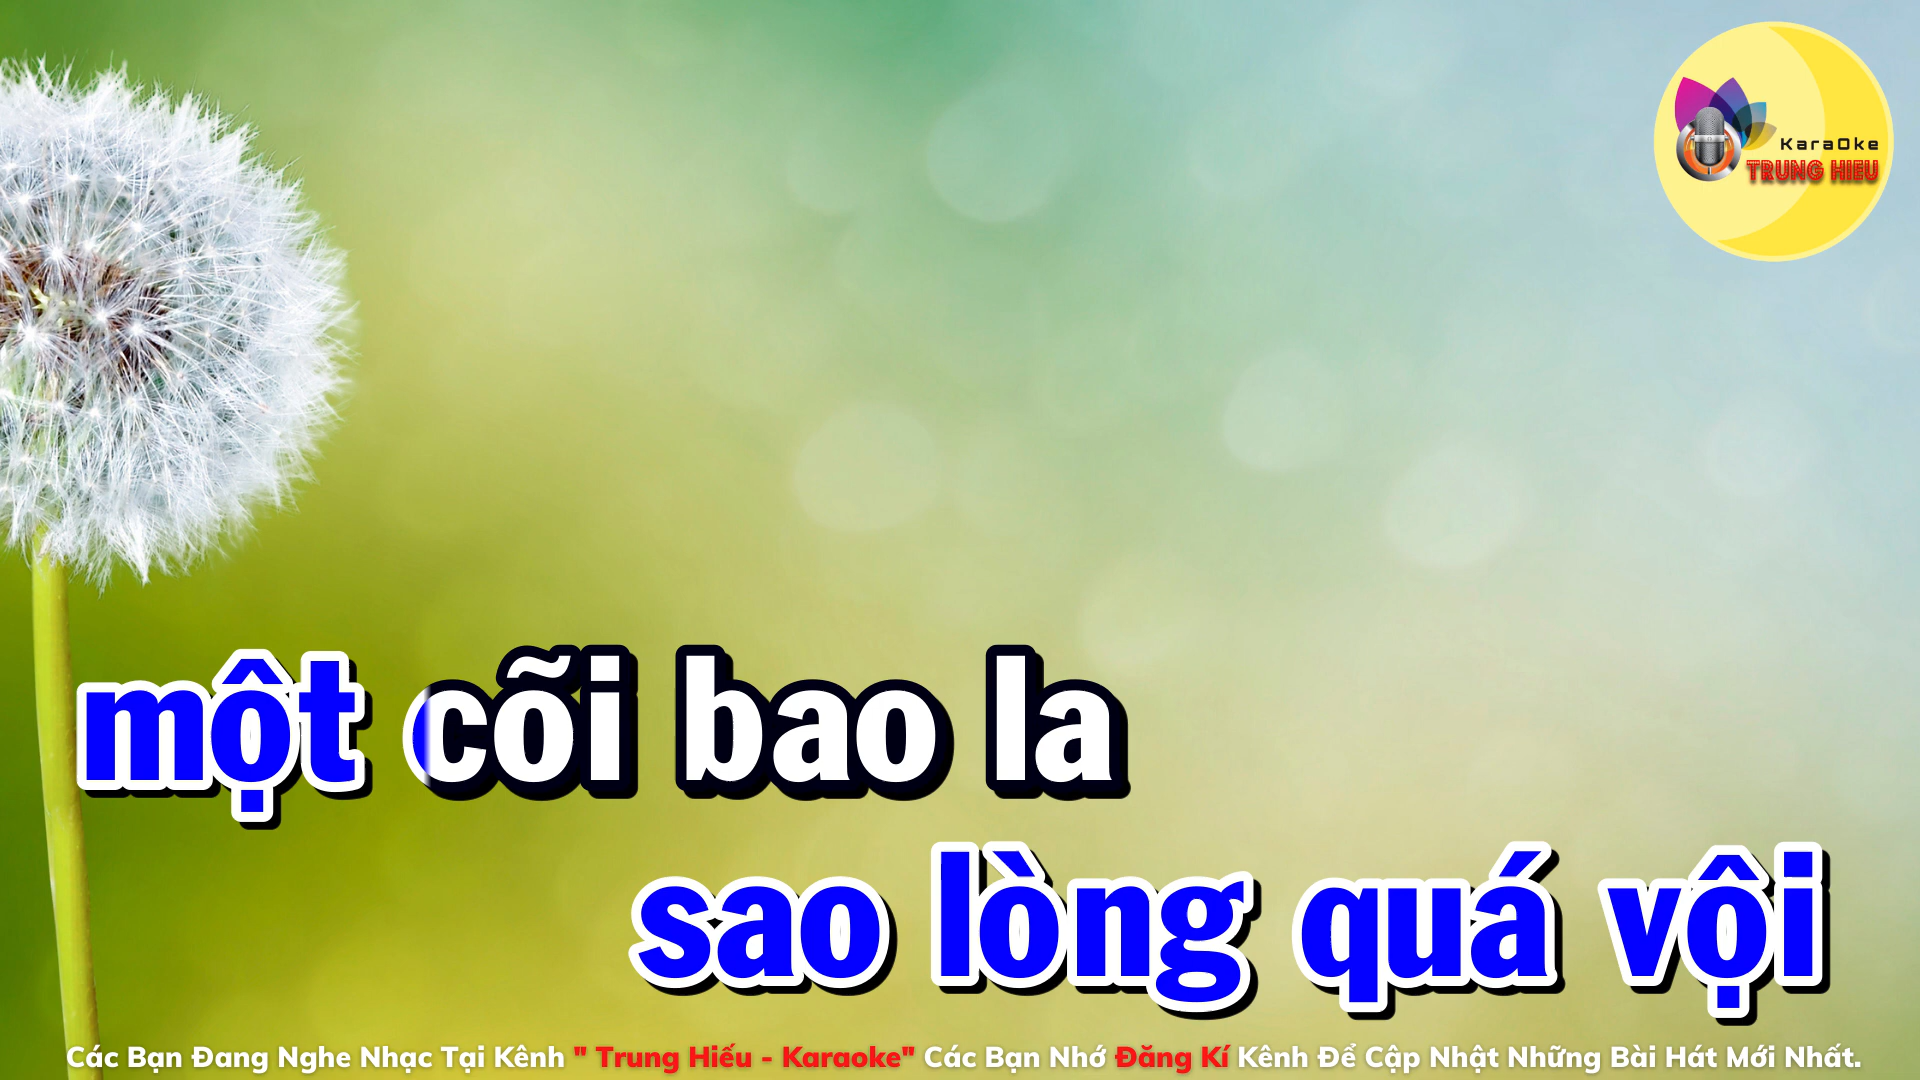 KaraOke
TRUNG HIEU
một cõi bao la
sao lòng quá vội
Các Bạn Đang Nghe Nhạc Tại Kênh " Trung Hiếu - Karaoke" Các Bạn Nhớ Đăng Kí Kênh Để Cập Nhật Những Bài Hát Mới Nhất.